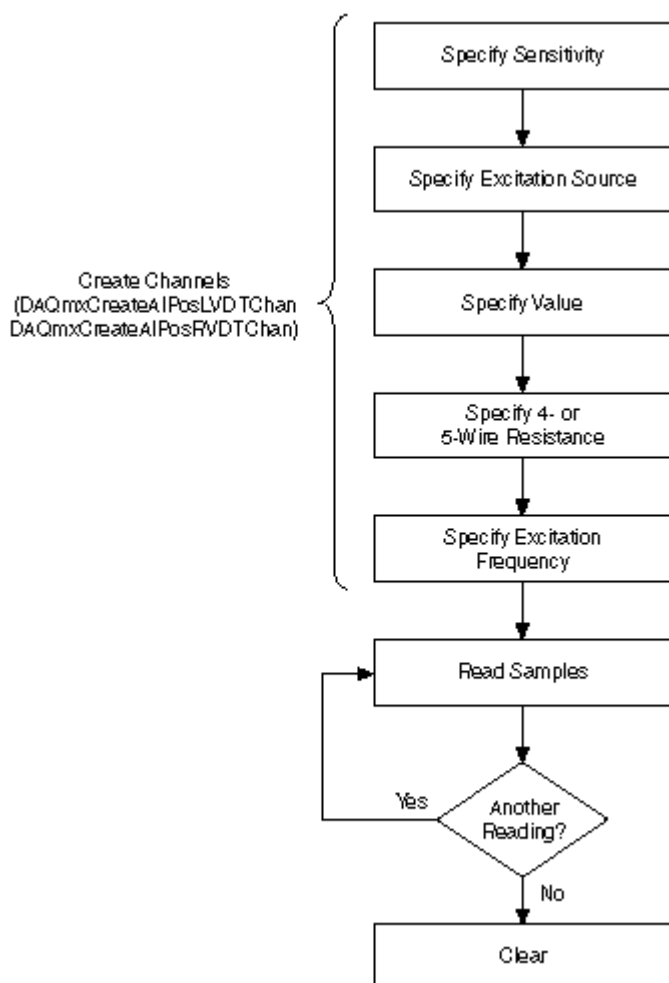 Specify Sensitivity
Specify Excitation Source
Specify Value
Create Channels
(DAQmxCreateAIPosLVDTChan
DAQmxCreateAIPosRVDTChan)
Specify 4- or
5-Wire Resistance
Specify Excitation
Frequency
Read Samples
Another
Reading?
Yes
No
Clear